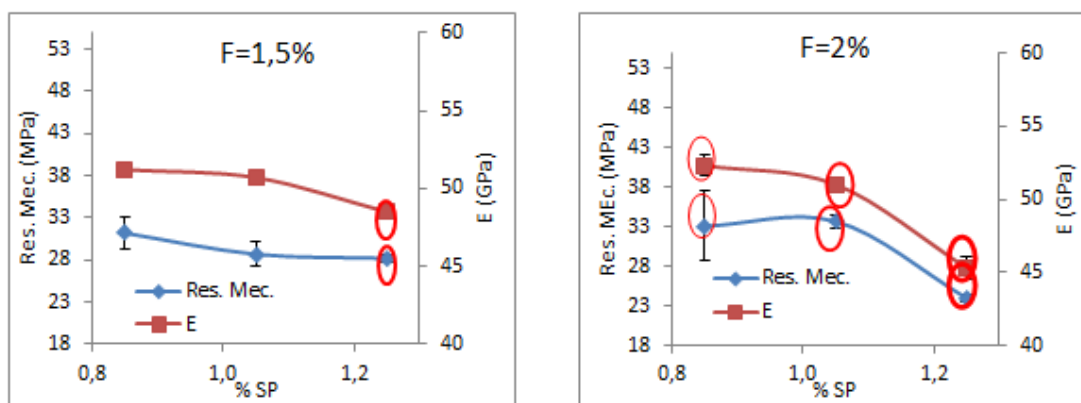 F=1,5%
Res. Mec. (MPa)
53
48
43
38
33
28
23
18
60
55
50
45
40
E (GPa)
Res. Mec.
E
0,8
1,0
1,2
% SP
F=2%
Res. MEc. (MPa)
53
48
43
38
33
28
23
18
60
55
50
45
40
E (GPa)
Res. Mec.
E
0,8
1,0
1,2
% SP